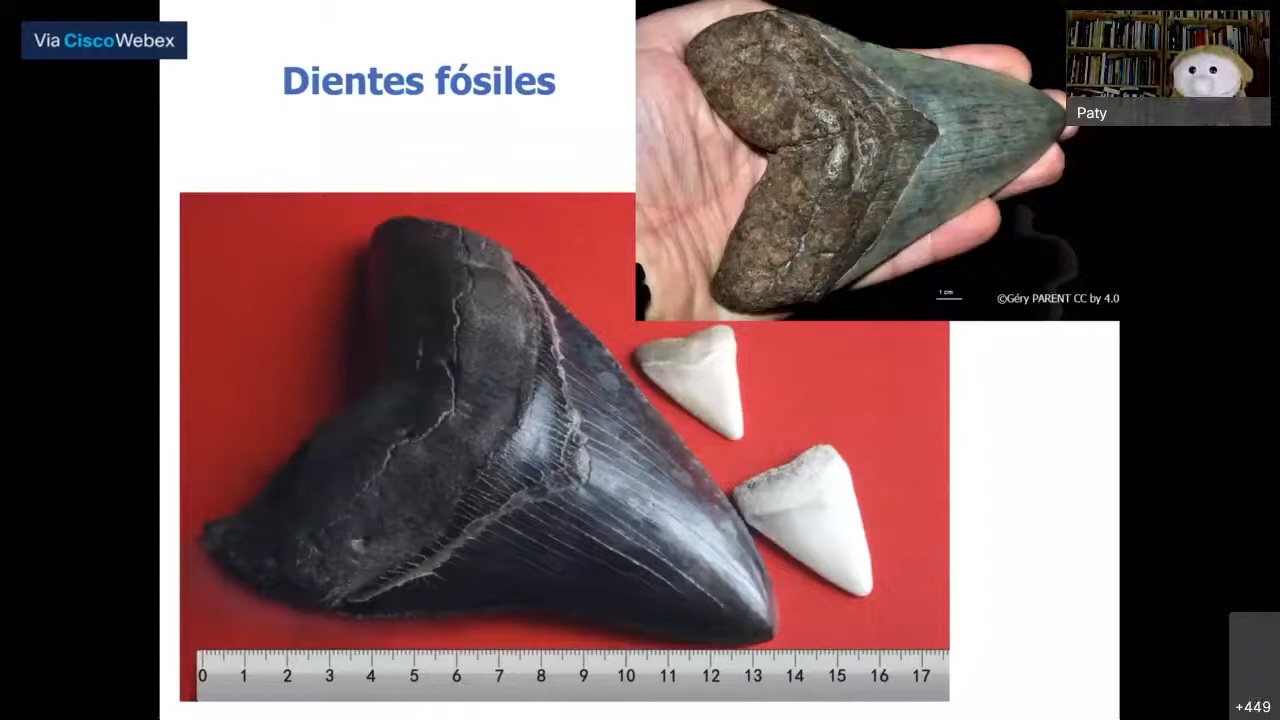 Via CiscoWebex
Dientes fósiles
Paty
1 cm
©Géry PARENT CC by 4.0
0 1 2 3 4 5 6 7 8 9 10 11 12 13 14 15 16 17
+449